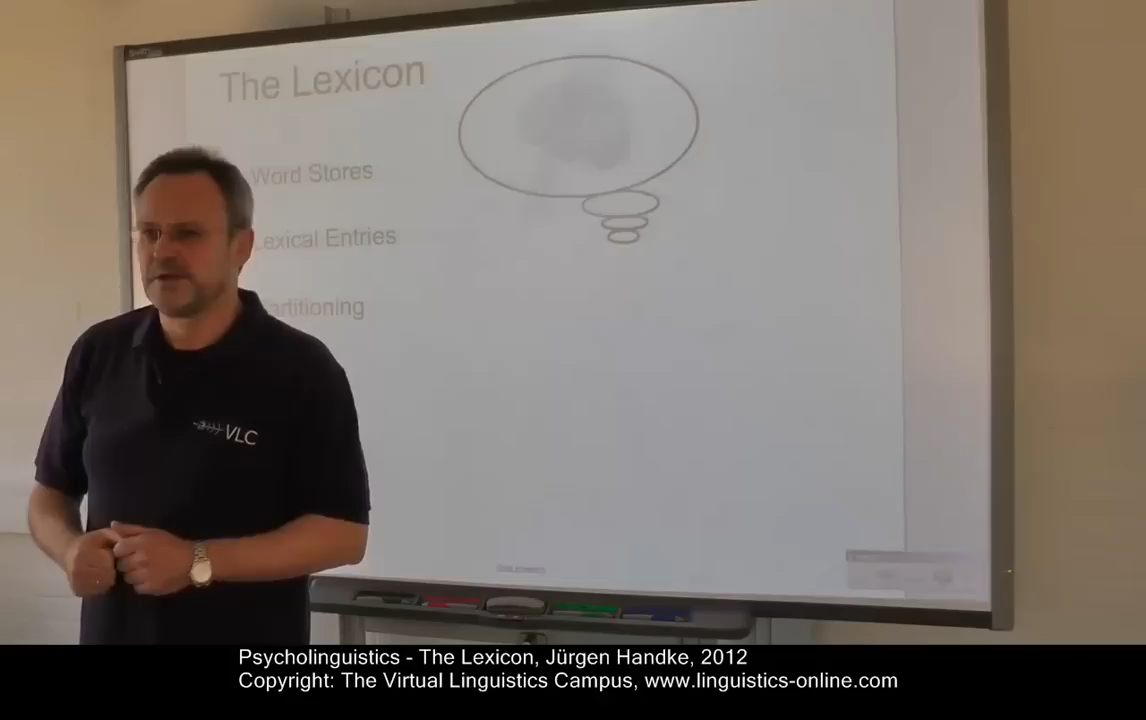 The Lexicon
Word Stores
Lexical Entries
artitioning
VLC
Psycholinguistics - The Lexicon, Jürgen Handke, 2012
Copyright: The Virtual Linguistics Campus, www.linguistics-online.com